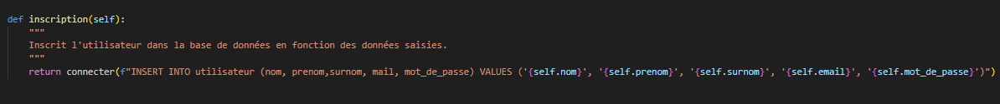 def inscription(self):
"""
Inscrit l'utilisateur dans la base de données en fonction des données saisies.
"""
return connecter(f"INSERT INTO utilisateur (nom, prenom,surnom, mail, mot_de_passe) VALUES ('{self.nom}', '{self.prenom}', '{self.surnom}', '{self.email}', '{self.mot_de_passe}')")